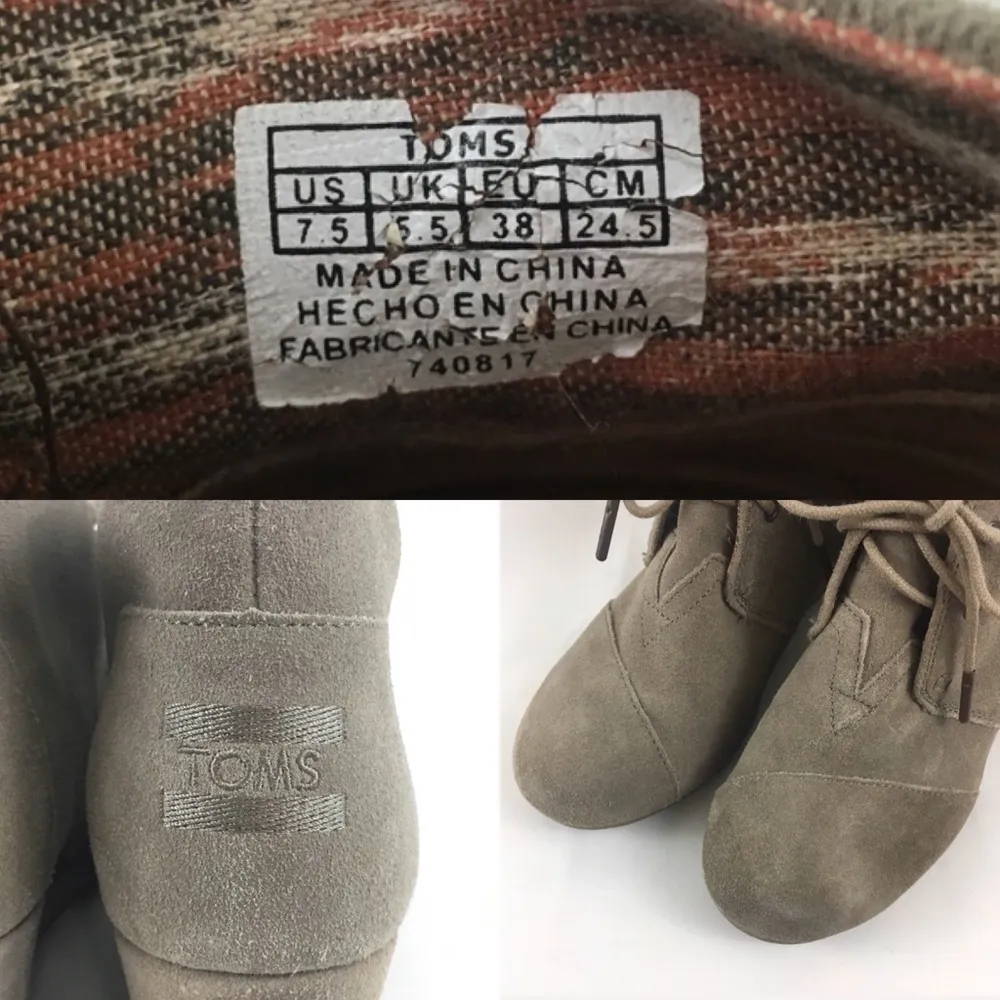 TOMS
US UK EU CM
7.5 5.5 38 24.5
MADE IN CHINA
HECHO EN CHINA
FABRICANTE EN CHINA
740817
TOMS